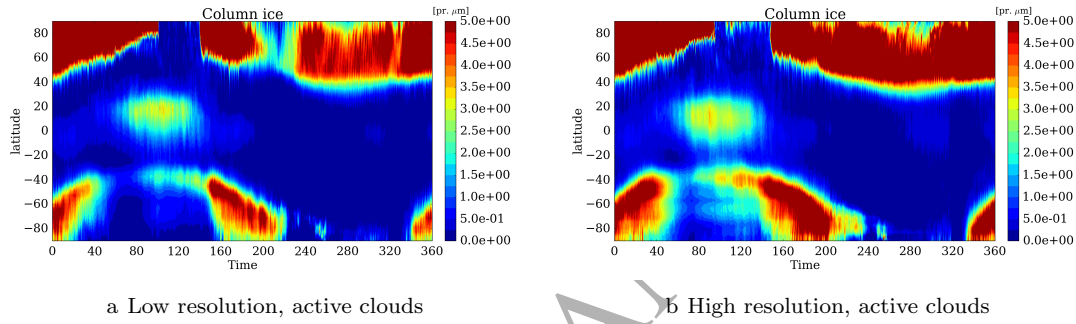 Column ice
[pr. μm]
80
60
40
20
0
−20
−40
−60
−80
latitude
0 40 80 120 160 200 240 280 320 360
Time
5.0e+00
4.5e+00
4.0e+00
3.5e+00
3.0e+00
2.5e+00
2.0e+00
1.5e+00
1.0e+00
5.0e-01
0.0e+00
a Low resolution, active clouds
Column ice
[pr. μm]
80
60
40
20
0
−20
−40
−60
−80
latitude
0 40 80 120 160 200 240 280 320 360
Time
5.0e+00
4.5e+00
4.0e+00
3.5e+00
3.0e+00
2.5e+00
2.0e+00
1.5e+00
1.0e+00
5.0e-01
0.0e+00
b High resolution, active clouds